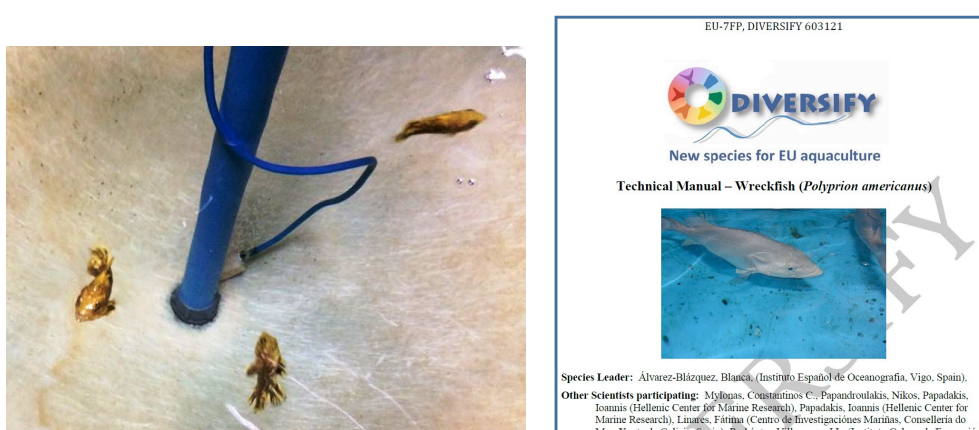 EU-7FP, DIVERSIFY 603121
DIVERSIFY
New species for EU aquaculture
Technical Manual – Wreckfish (Polyprion americanus)
Species Leader: Álvarez-Blázquez, Blanca, (Instituto Español de Oceanografía, Vigo, Spain).
Other Scientists participating: Mylonas, Constantinos C., Papandroulakis, Nikos, Papadakis,
Ioannis (Hellenic Center for Marine Research), Papadakis, Ioannis (Hellenic Center for
Marine Research), Linares, Fátima (Centro de Investigaciónes Mariñas, Consellería do